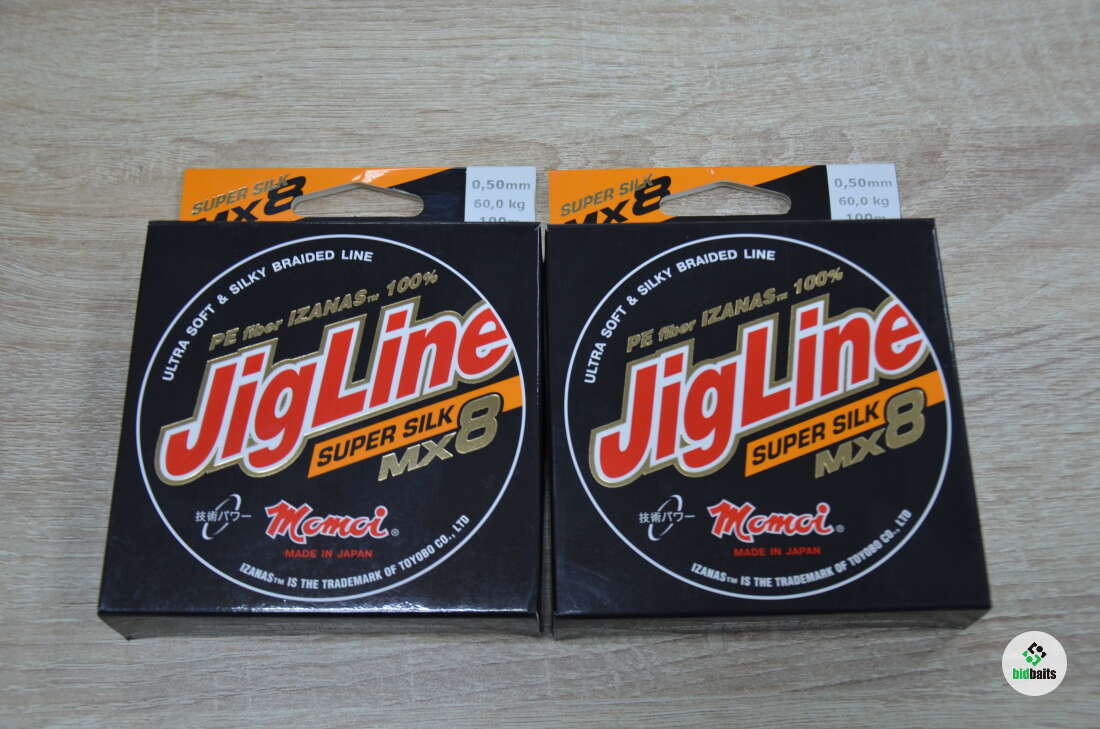 SUPER SILK
MX8
0,50mm
60,0 kg
100m
ULTRA SOFT & SILKY BRAIDED LINE
PE fiber IZANAS™ 100%
JigLine
SUPER SILK
MX8
技術パワー
Momoi®
MADE IN JAPAN
IZANAS™ IS THE TRADEMARK OF TOYOBO CO., LTD
SUPER SILK
MX8
0,50mm
60,0 kg
100m
ULTRA SOFT & SILKY BRAIDED LINE
PE fiber IZANAS™ 100%
JigLine
SUPER SILK
MX8
技術パワー
Momoi®
MADE IN JAPAN
IZANAS™ IS THE TRADEMARK OF TOYOBO CO., LTD
bidbaits